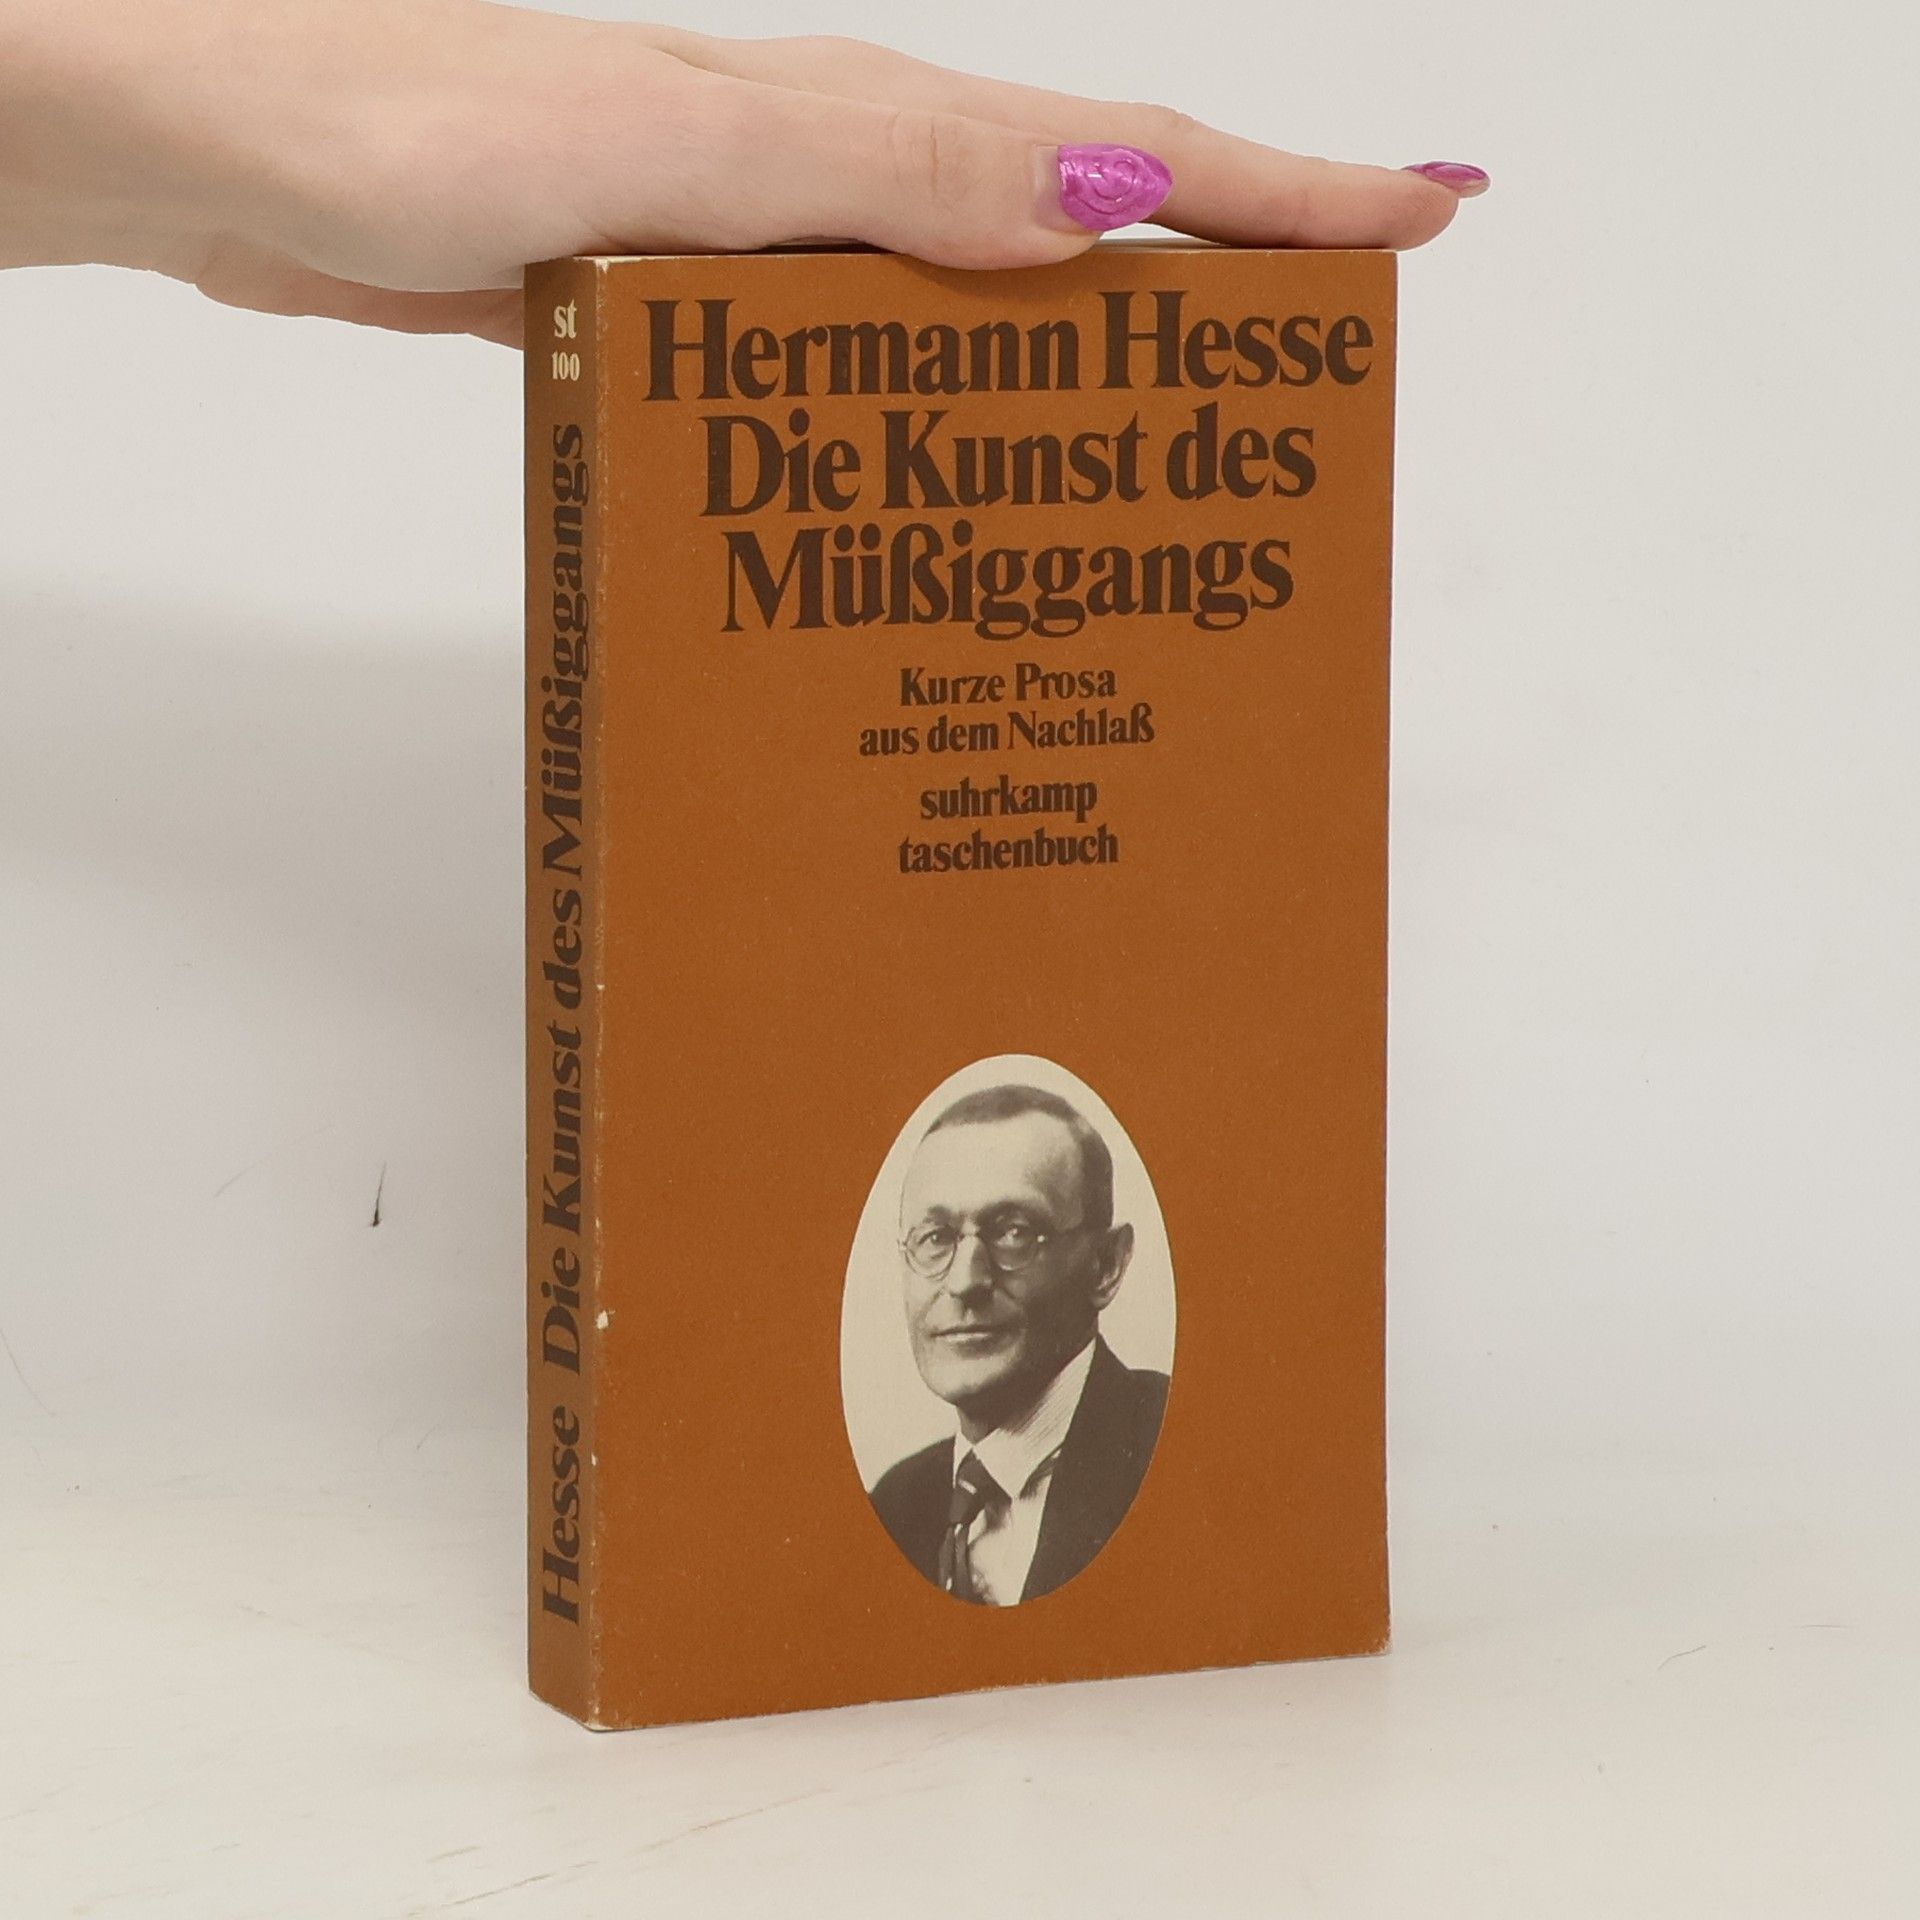 st
100
Hesse Die Kunst des Müßiggangs
Hermann Hesse
Die Kunst des
Müßiggangs
Kurze Prosa
aus dem Nachlaß
suhrkamp
taschenbuch